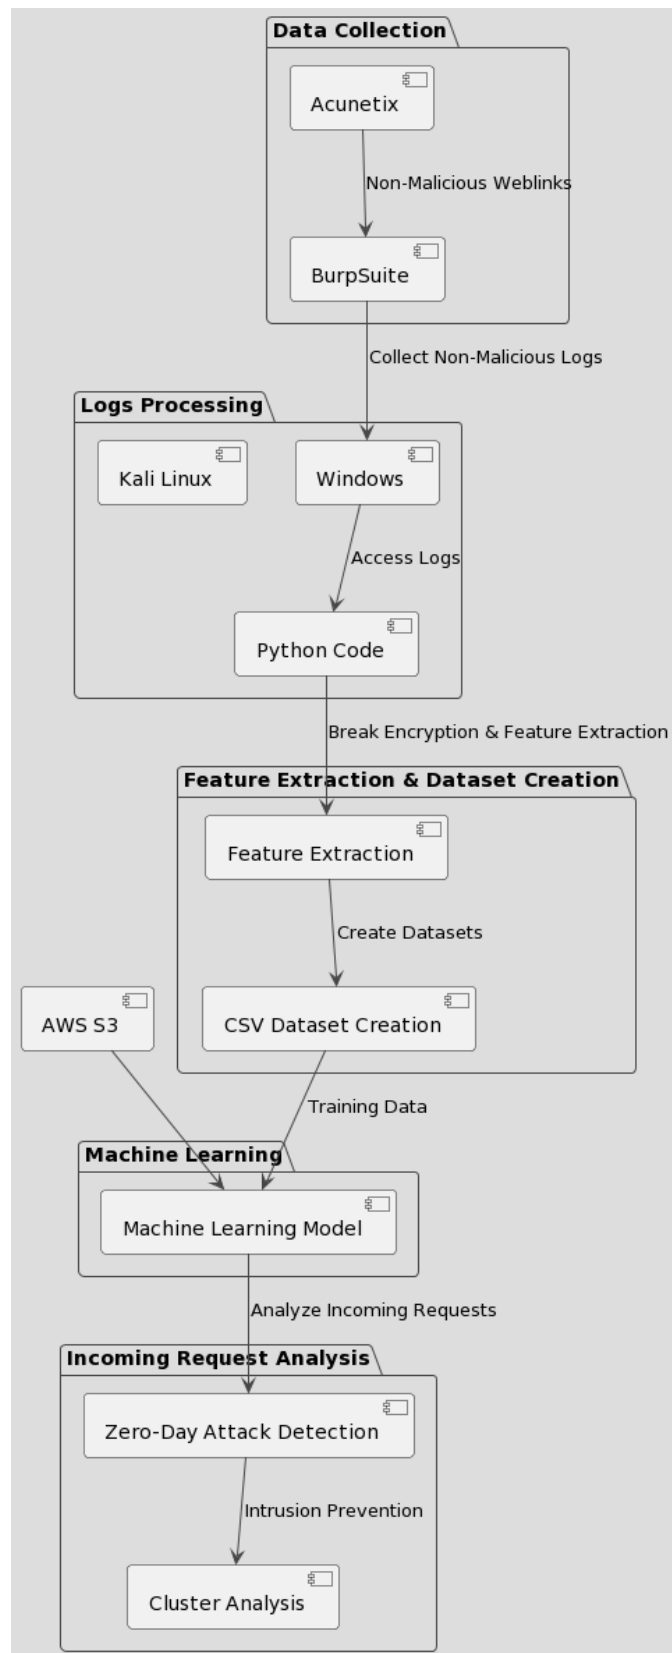 Data Collection
Acunetix
Non-Malicious Weblinks
BurpSuite
Collect Non-Malicious Logs
Logs Processing
Kali Linux
Windows
Access Logs
Python Code
Break Encryption & Feature Extraction
Feature Extraction & Dataset Creation
Feature Extraction
Create Datasets
AWS S3
CSV Dataset Creation
Training Data
Machine Learning
Machine Learning Model
Analyze Incoming Requests
Incoming Request Analysis
Zero-Day Attack Detection
Intrusion Prevention
Cluster Analysis